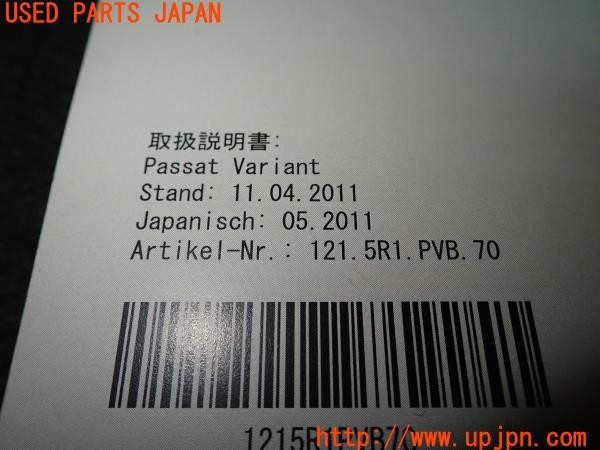 USED PARTS JAPAN
取扱説明書:
Passat Variant
Stand: 11.04.2011
Japanisch: 05.2011
Artikel-Nr.: 121.5R1.PVB.70
1215R1PVB70
http://www.upjpn.com